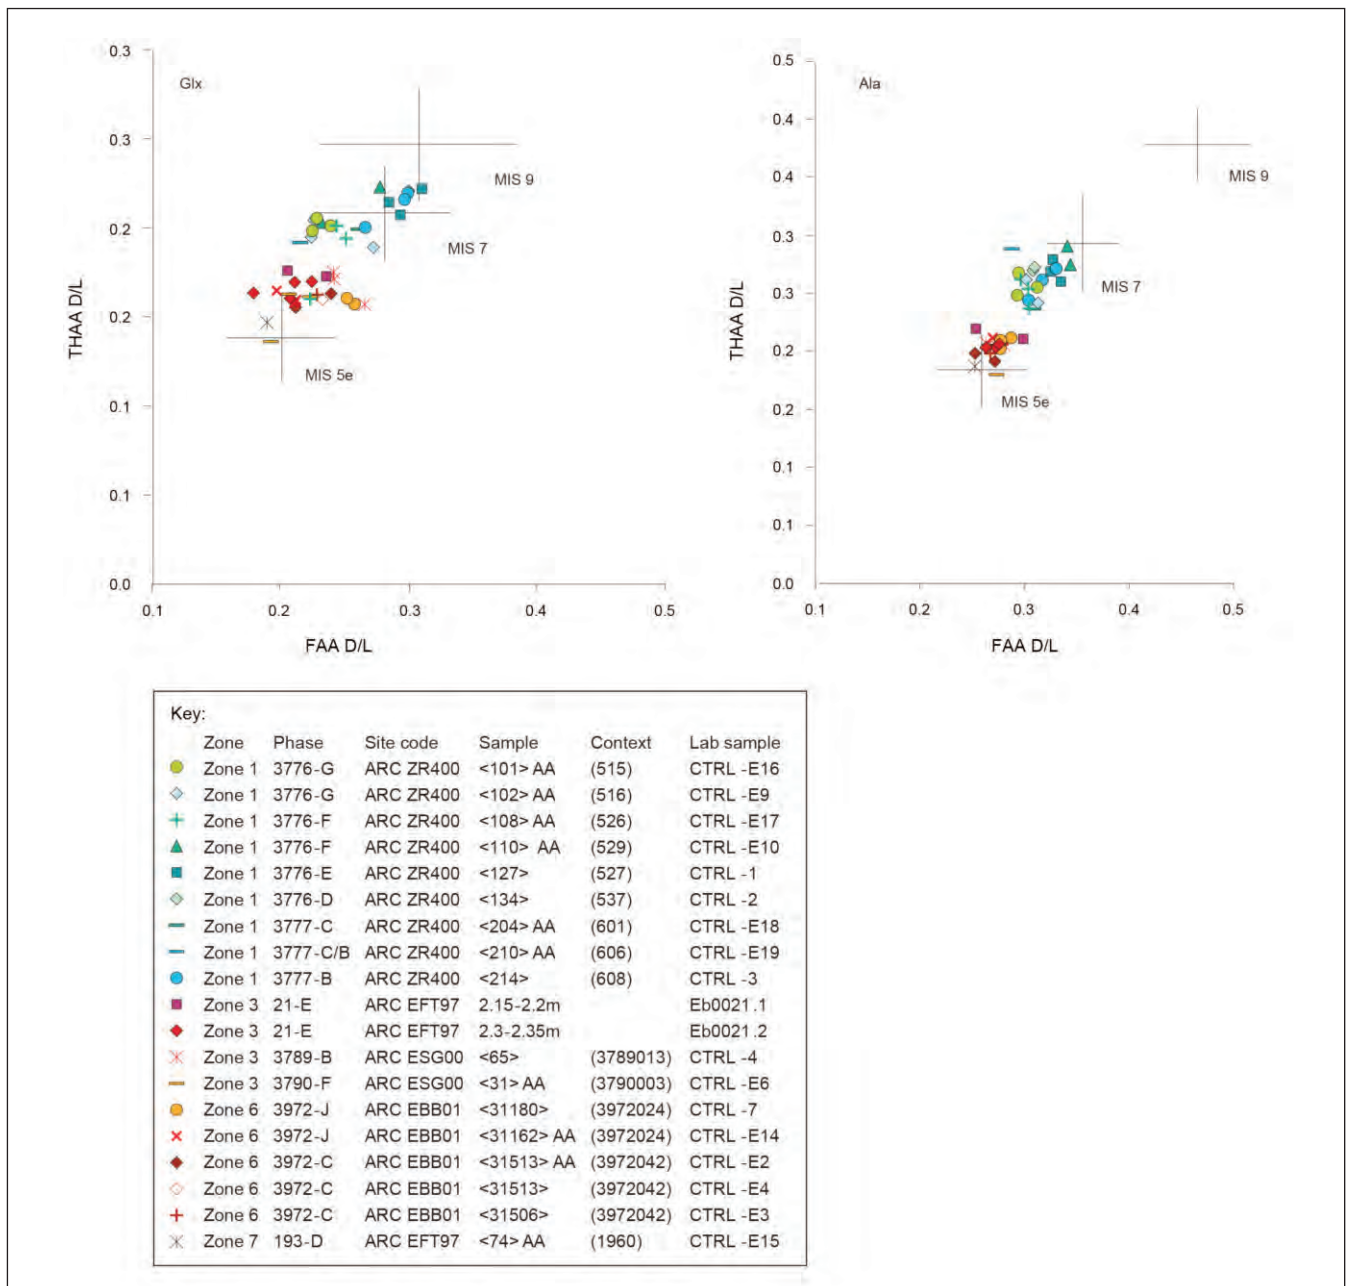 Glx
0.3
0.3
0.2
0.2
0.1
0.1
0.0
THAA D/L
MIS 9
MIS 7
MIS 5e
0.1 0.2 0.3 0.4 0.5
FAA D/L
Ala
0.5
0.4
0.4
0.3
0.3
0.2
0.2
0.1
0.1
0.0
THAA D/L
MIS 9
MIS 7
MIS 5e
0.1 0.2 0.3 0.4 0.5
FAA D/L
Key:
Zone Phase Site code Sample Context Lab sample
Zone 1 3776-G ARC ZR400 <101> AA (515) CTRL -E16
Zone 1 3776-G ARC ZR400 <102> AA (516) CTRL -E9
Zone 1 3776-F ARC ZR400 <108> AA (526) CTRL -E17
Zone 1 3776-F ARC ZR400 <110> AA (529) CTRL -E10
Zone 1 3776-E ARC ZR400 <127> (527) CTRL -1
Zone 1 3776-D ARC ZR400 <134> (537) CTRL -2
Zone 1 3777-C ARC ZR400 <204> AA (601) CTRL -E18
Zone 1 3777-C/B ARC ZR400 <210> AA (606) CTRL -E19
Zone 1 3777-B ARC ZR400 <214> (608) CTRL -3
Zone 3 21-E ARC EFT97 2.15-2.2m Eb0021.1
Zone 3 21-E ARC EFT97 2.3-2.35m Eb0021.2
Zone 3 3789-B ARC ESG00 <65> (3789013) CTRL -4
Zone 3 3790-F ARC ESG00 <31> AA (3790003) CTRL -E6
Zone 6 3972-J ARC EBB01 <31180> (3972024) CTRL -7
Zone 6 3972-J ARC EBB01 <31162> AA (3972024) CTRL -E14
Zone 6 3972-C ARC EBB01 <31513> AA (3972042) CTRL -E2
Zone 6 3972-C ARC EBB01 <31513> (3972042) CTRL -E4
Zone 6 3972-C ARC EBB01 <31506> (3972042) CTRL -E3
Zone 7 193-D ARC EFT97 <74> AA (1960) CTRL -E15